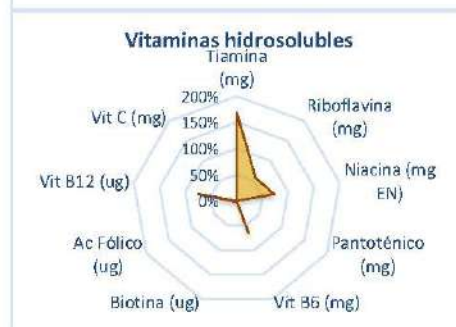 Vitaminas hidrosolubles
Tiamina
(mg)
200%
150%
100%
50%
0%
Riboflavina
(mg)
Niacina (mg
EN)
Pantoténico
(mg)
Vit B6 (mg)
Biotina (ug)
Ac Fólico
(ug)
Vit B12 (ug)
Vit C (mg)